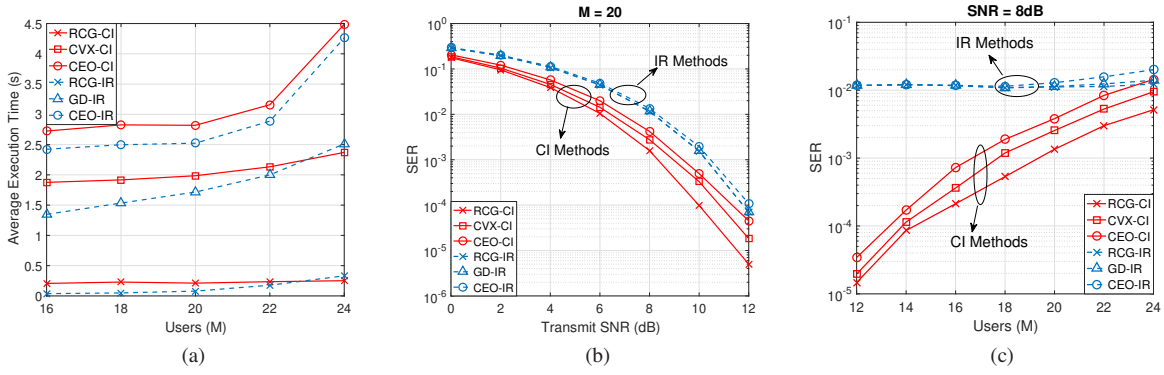 4.5
4
3.5
3
2.5
2
1.5
1
0.5
0
Average Execution Time (s)
RCG-CI
CVX-CI
CEO-CI
RCG-IR
GD-IR
CEO-IR
16 18 20 22 24
Users (M)
(a)
M = 20
10^0
10^-1
10^-2
10^-3
10^-4
10^-5
10^-6
SER
IR Methods
CI Methods
RCG-CI
CVX-CI
CEO-CI
RCG-IR
GD-IR
CEO-IR
0 2 4 6 8 10 12
Transmit SNR (dB)
(b)
SNR = 8dB
10^-1
10^-2
10^-3
10^-4
10^-5
SER
IR Methods
CI Methods
RCG-CI
CVX-CI
CEO-CI
RCG-IR
GD-IR
CEO-IR
12 14 16 18 20 22 24
Users (M)
(c)